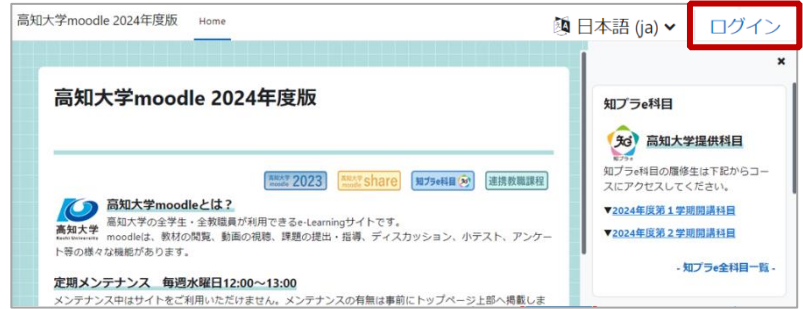 高知大学moodle 2024年度版 Home
日本語 (ja)
ログイン
高知大学moodle 2024年度版
高知大学 moodle 2023
高知大学 moodle share
知プラe科目
連携教職課程
高知大学
Kochi University
高知大学moodleとは?
高知大学の全学生・全教職員が利用できるe-Learningサイトです。
moodleは、教材の閲覧、動画の視聴、課題の提出・指導、ディスカッション、小テスト、アンケー
ト等の様々な機能があります。
定期メンテナンス 毎週水曜日12:00~13:00
メンテナンス中はサイトをご利用いただけません。メンテナンスの有無は事前にトップページ上部へ掲載しま
知プラe科目
知プラe
高知大学提供科目
知プラe科目の履修生は下記からコー
スにアクセスしてください。
▼2024年度第1学期開講科目
▼2024年度第2学期開講科目
- 知プラe全科目一覧 -